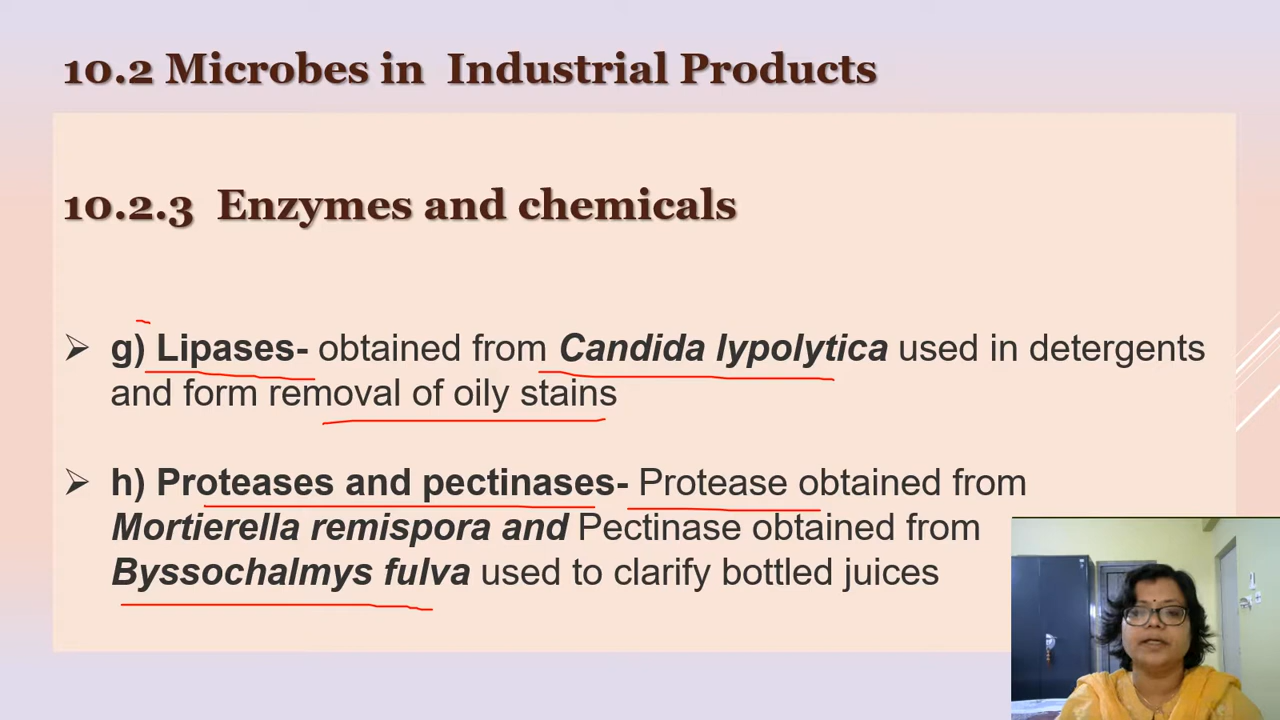 10.2 Microbes in Industrial Products
10.2.3 Enzymes and chemicals
g) Lipases- obtained from Candida lypolytica used in detergents
and form removal of oily stains
h) Proteases and pectinases- Protease obtained from
Mortierella remispora and Pectinase obtained from
Byssochalmys fulva used to clarify bottled juices